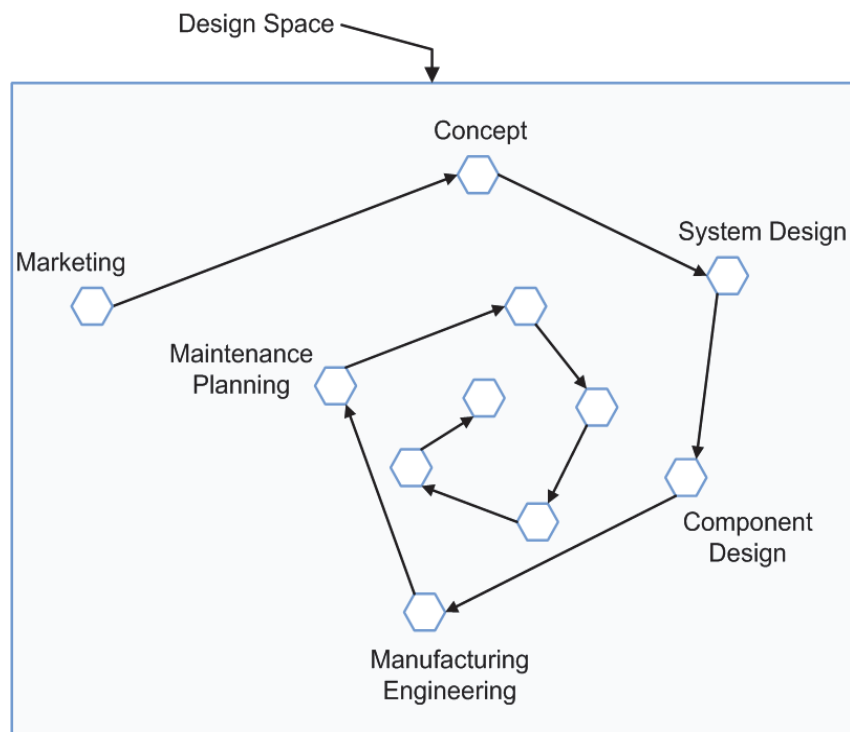 Design Space
Concept
System Design
Marketing
Maintenance
Planning
Component
Design
Manufacturing
Engineering